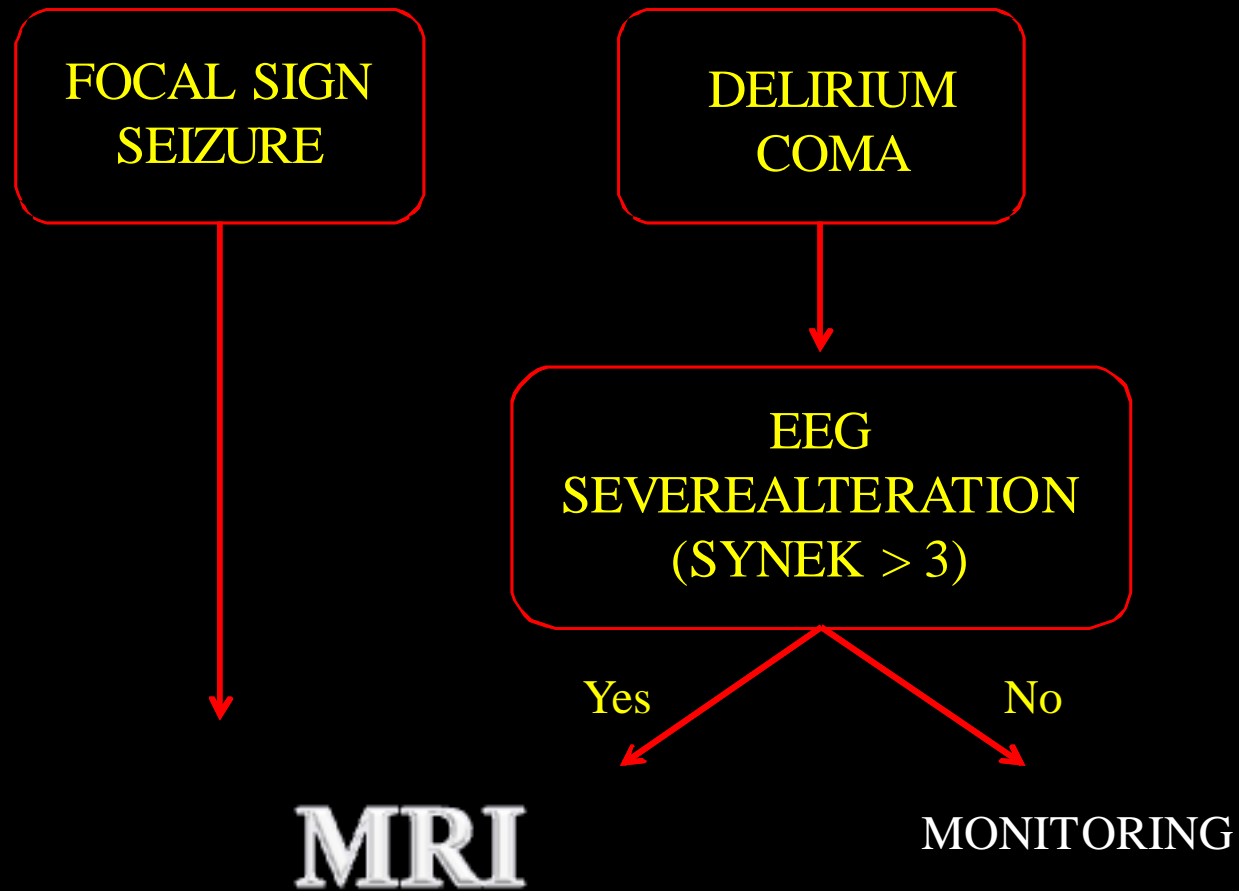 FOCAL SIGN
SEIZURE
DELIRIUM
COMA
EEG
SEVEREALTERATION
(SYNEK > 3)
Yes
No
MRI
MONITORING